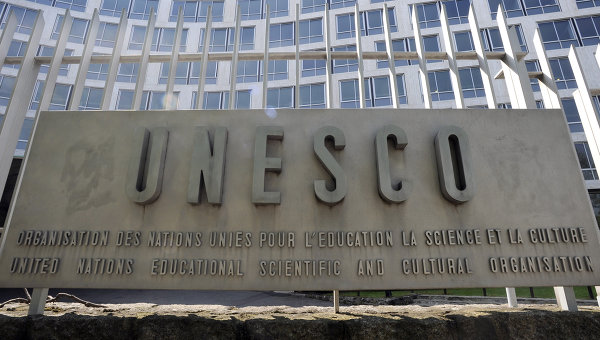 UNESCO
ORGANISATION DES NATIONS UNIES POUR L'EDUCATION LA SCIENCE ET LA CULTURE
UNITED NATIONS EDUCATIONAL SCIENTIFIC AND CULTURAL ORGANISATION